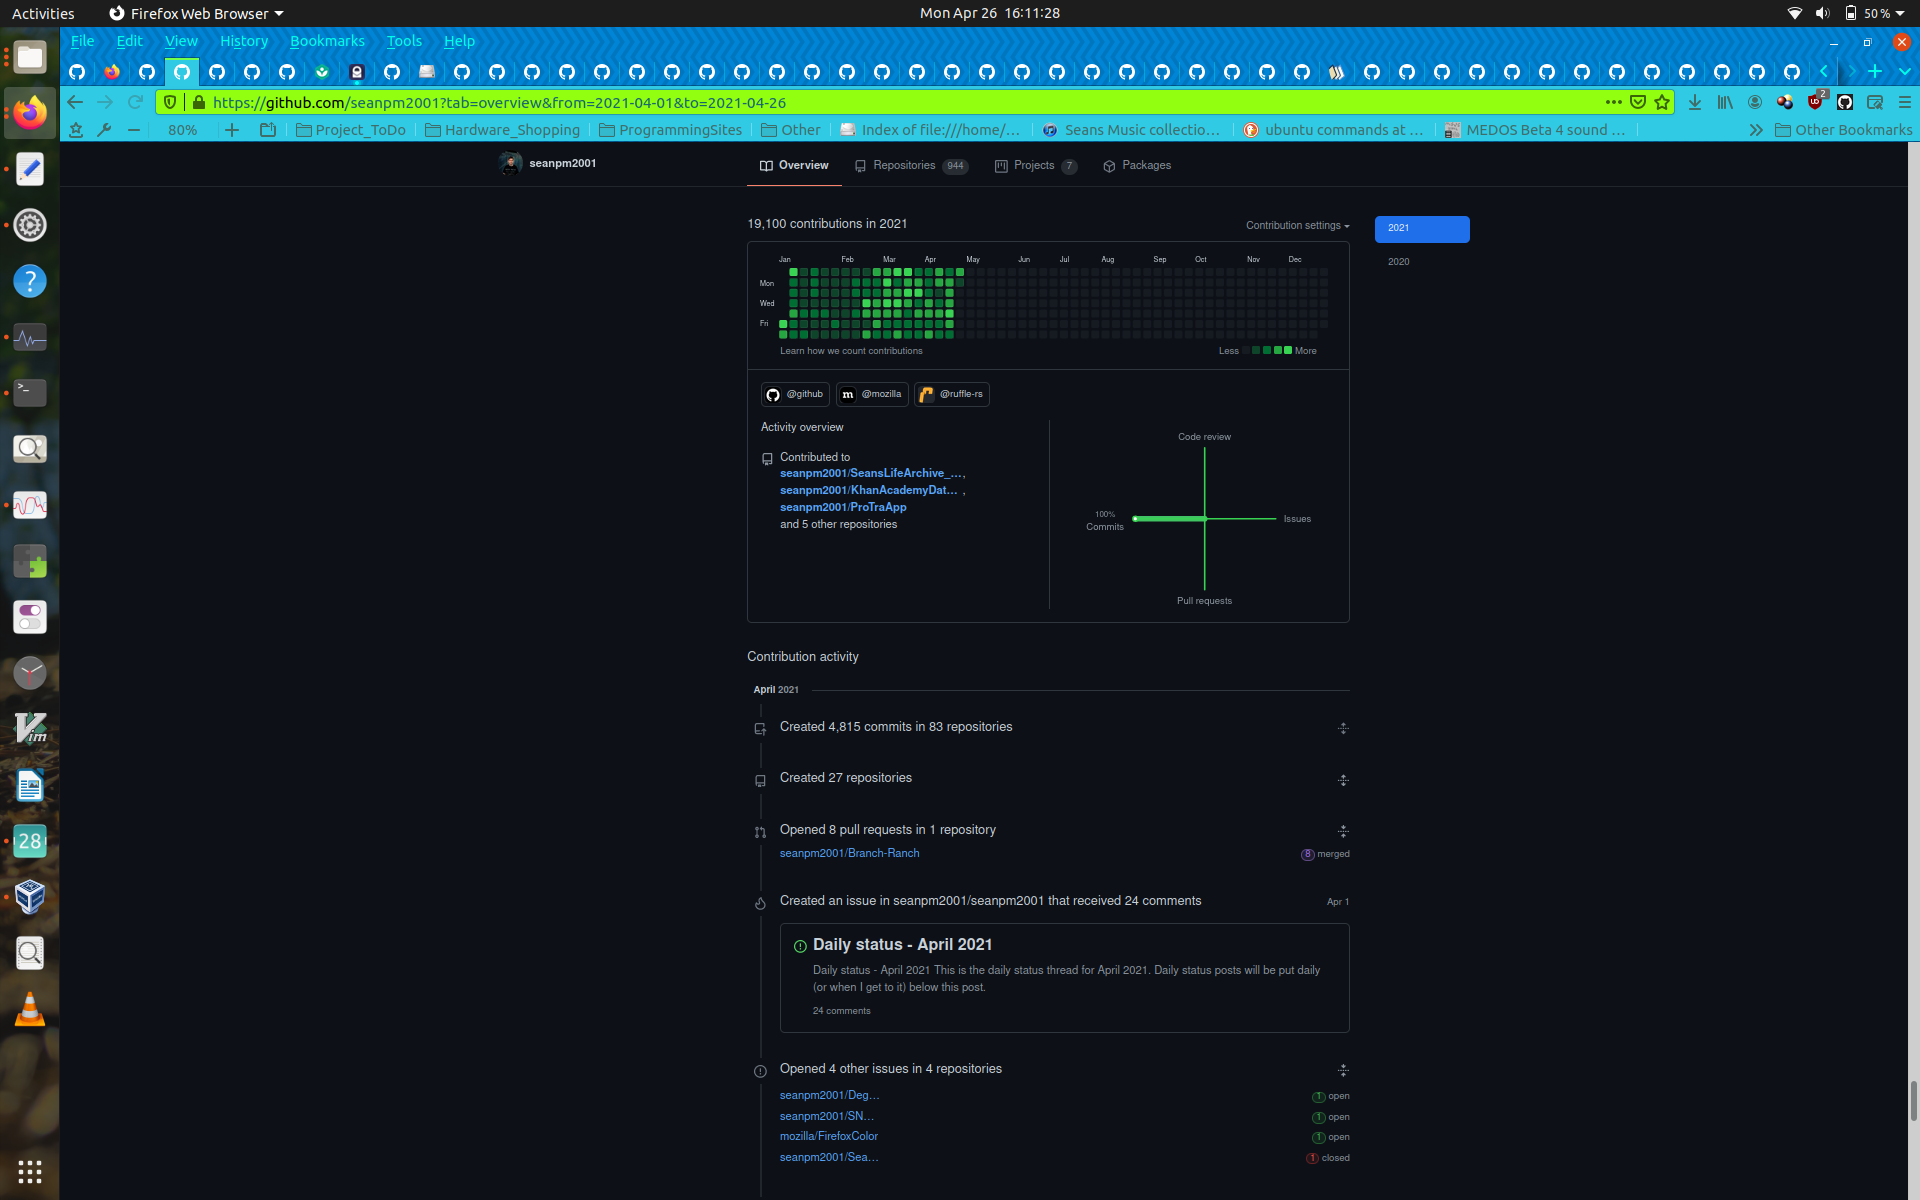 Activities
Firefox Web Browser
Mon Apr 26 16:11:28
50 %
File Edit View History Bookmarks Tools Help
https://github.com/seanpm2001?tab=overview&from=2021-04-01&to=2021-04-26
2
80%
Project_ToDo
Hardware_Shopping
ProgrammingSites
Other
Index of file:///home/...
Seans Music collectio...
ubuntu commands at ...
MEDOS Beta 4 sound ...
Other Bookmarks
seanpm2001
Overview
Repositories 944
Projects 7
Packages
19,100 contributions in 2021
Contribution settings
2021
2020
Jan Feb Mar Apr May Jun Jul Aug Sep Oct Nov Dec
Mon
Wed
Fri
Learn how we count contributions
Less More
@github
@mozilla
@ruffle-rs
Activity overview
Contributed to
seanpm2001/SeansLifeArchive_...,
seanpm2001/KhanAcademyDat... ,
seanpm2001/ProTraApp
and 5 other repositories
Code review
100%
Commits
Issues
Pull requests
Contribution activity
April 2021
Created 4,815 commits in 83 repositories
Created 27 repositories
Opened 8 pull requests in 1 repository
seanpm2001/Branch-Ranch
8 merged
Created an issue in seanpm2001/seanpm2001 that received 24 comments
Apr 1
Daily status - April 2021
Daily status - April 2021 This is the daily status thread for April 2021. Daily status posts will be put daily
(or when I get to it) below this post.
24 comments
Opened 4 other issues in 4 repositories
seanpm2001/Deg...
1 open
seanpm2001/SN...
1 open
mozilla/FirefoxColor
1 open
seanpm2001/Sea...
1 closed
28